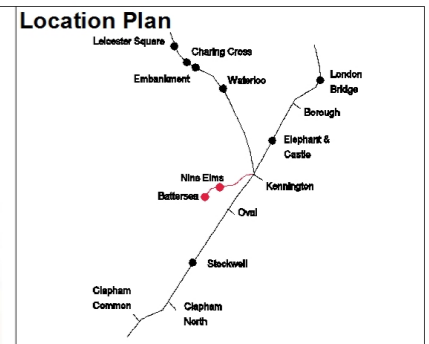 Location Plan
Leicester Square
Charing Cross
Embankment
Waterloo
London
Bridge
Borough
Elephant &
Castle
Nine Elms
Kennington
Battersea
Oval
Stockwell
Clapham
Common
Clapham
North